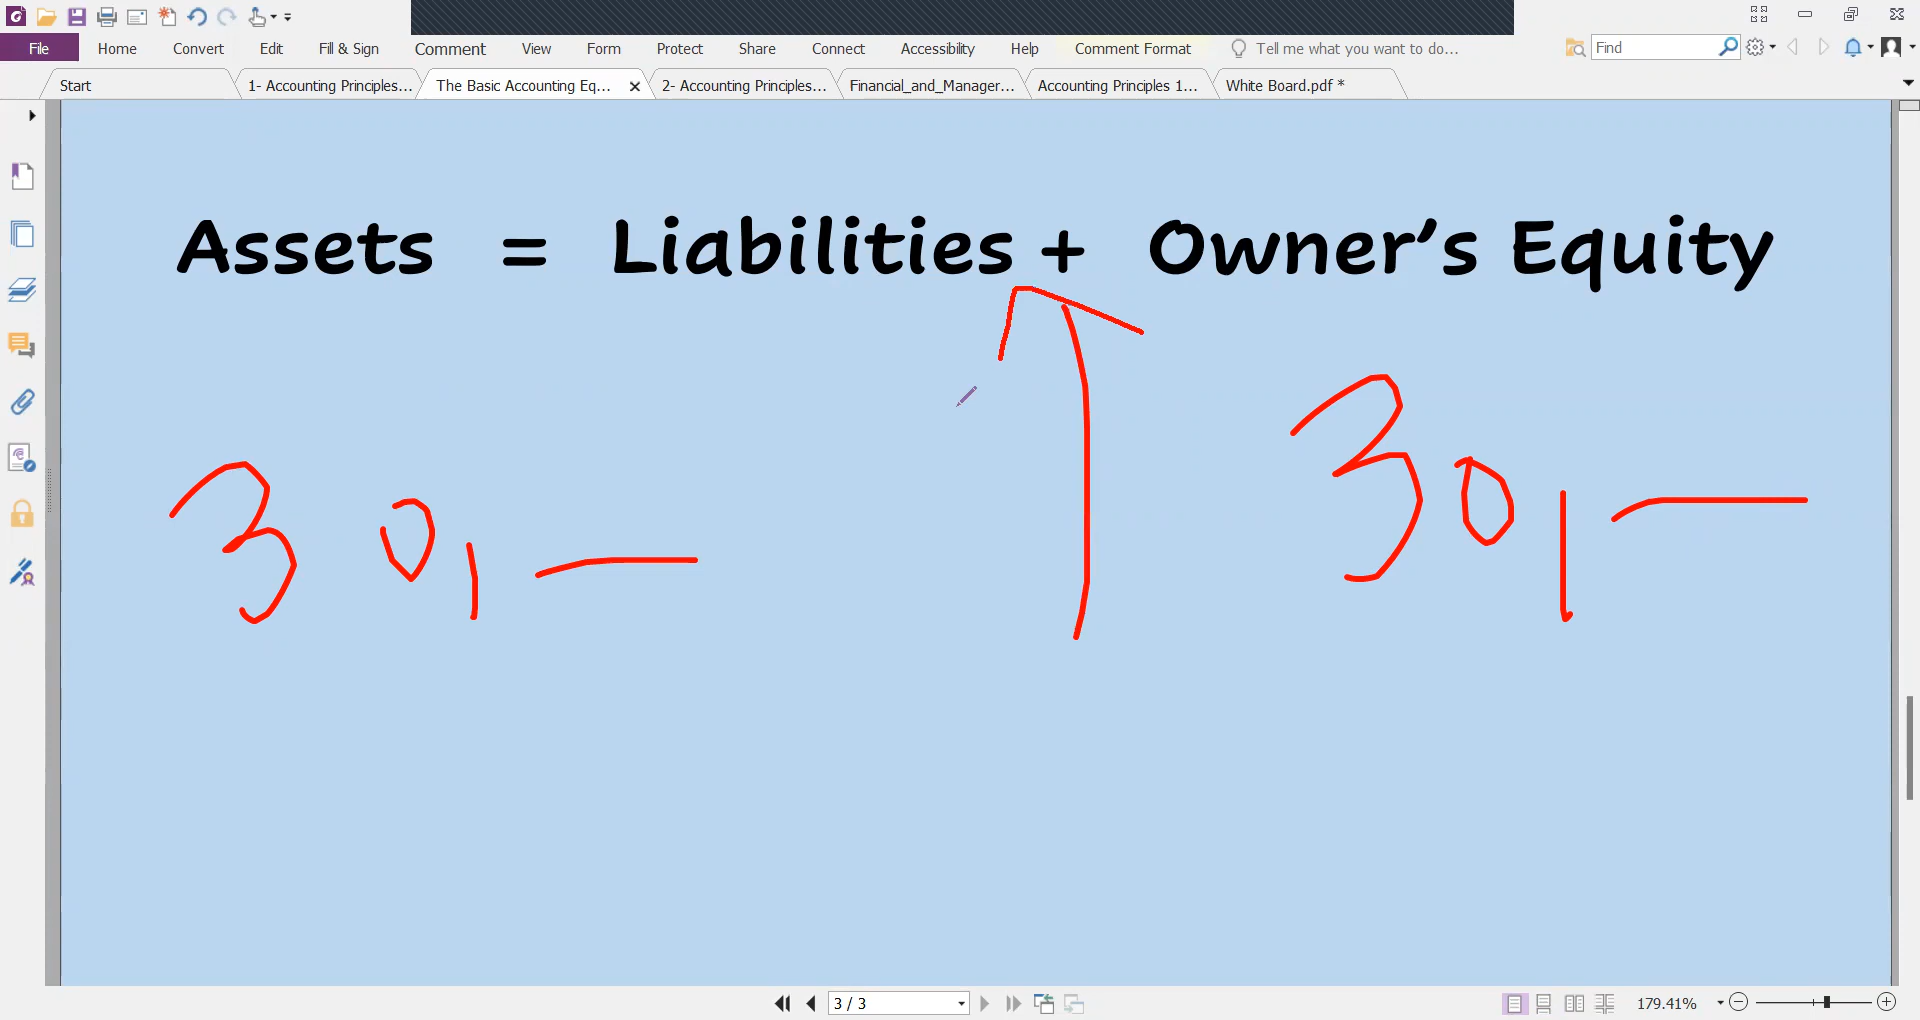 File Home Convert Edit Fill & Sign Comment View Form Protect Share Connect Accessibility Help Comment Format Tell me what you want to do... Find
Start 1- Accounting Principles... The Basic Accounting Eq... 2- Accounting Principles... Financial_and_Manager... Accounting Principles 1... White Board.pdf *
Assets = Liabilities + Owner’s Equity
30, 30,
3 / 3 179.41%